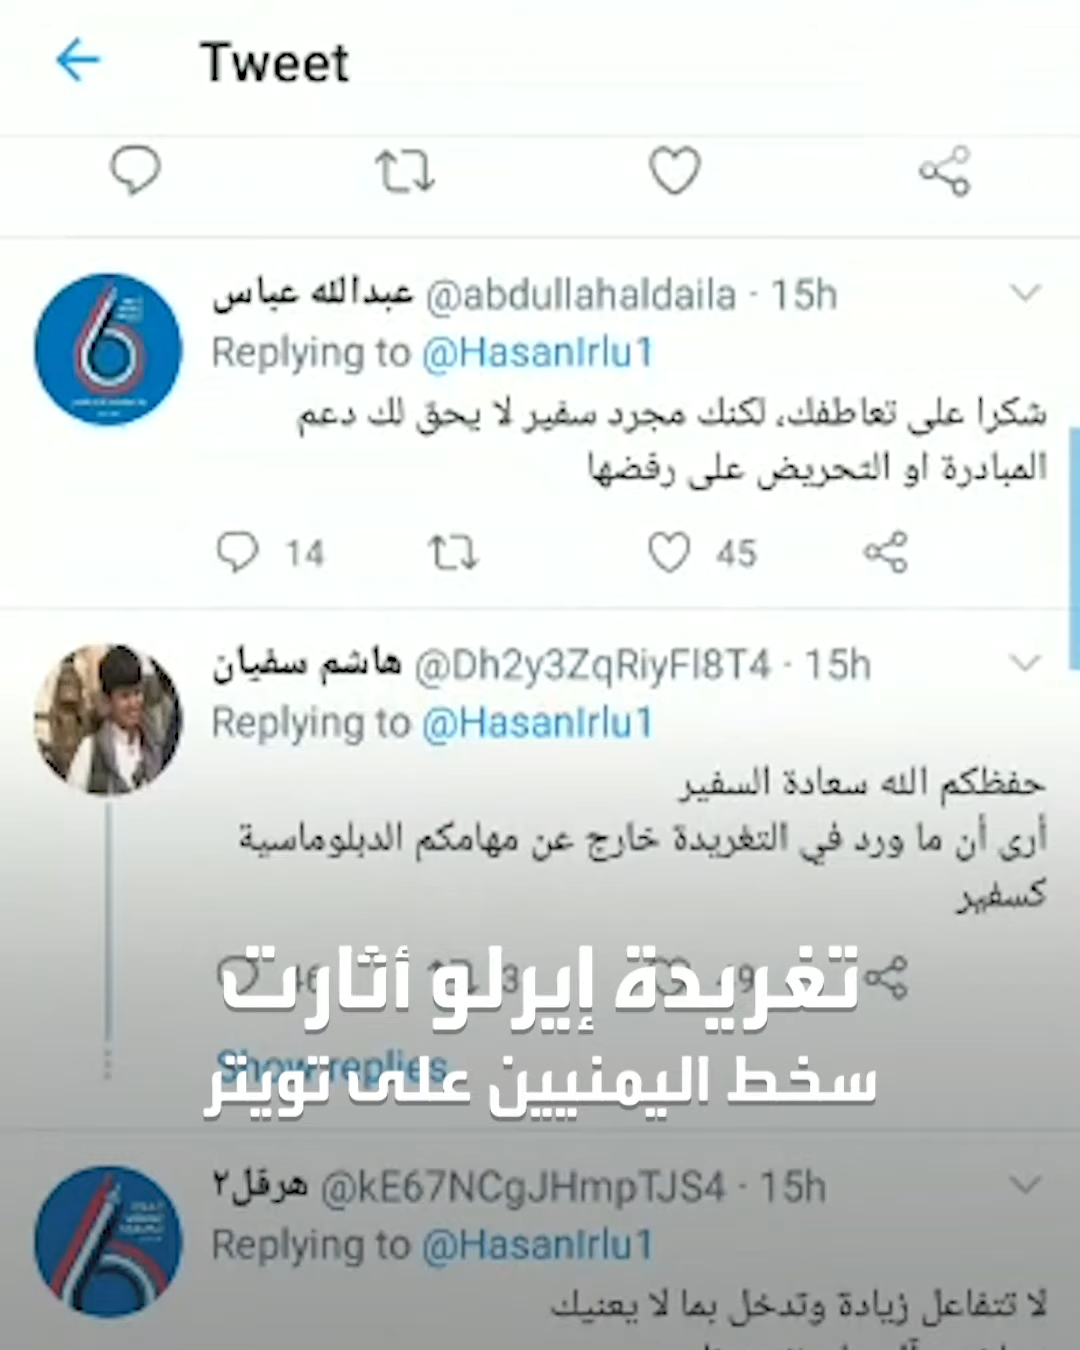 Tweet
عبدالله عباس @abdullahaldaila · 15h
Replying to @HasanIrlu1
شكرا على تعاطفك، لكنك مجرد سفير لا يحق لك دعم
المبادرة او التحريض على رفضها
14 45
هاشم سفيان @Dh2y3ZqRiyFI8T4 · 15h
Replying to @HasanIrlu1
حفظكم الله سعادة السفير
أرى أن ما ورد في التغريدة خارج عن مهامكم الدبلوماسية
كسفير
تغريدة إيرلو أثارت
Show replies
سخط اليمنيين على تويتر
هرقل٢ @kE67NCgJHmpTJS4 · 15h
Replying to @HasanIrlu1
لا تتفاعل زيادة وتدخل بما لا يعنيك